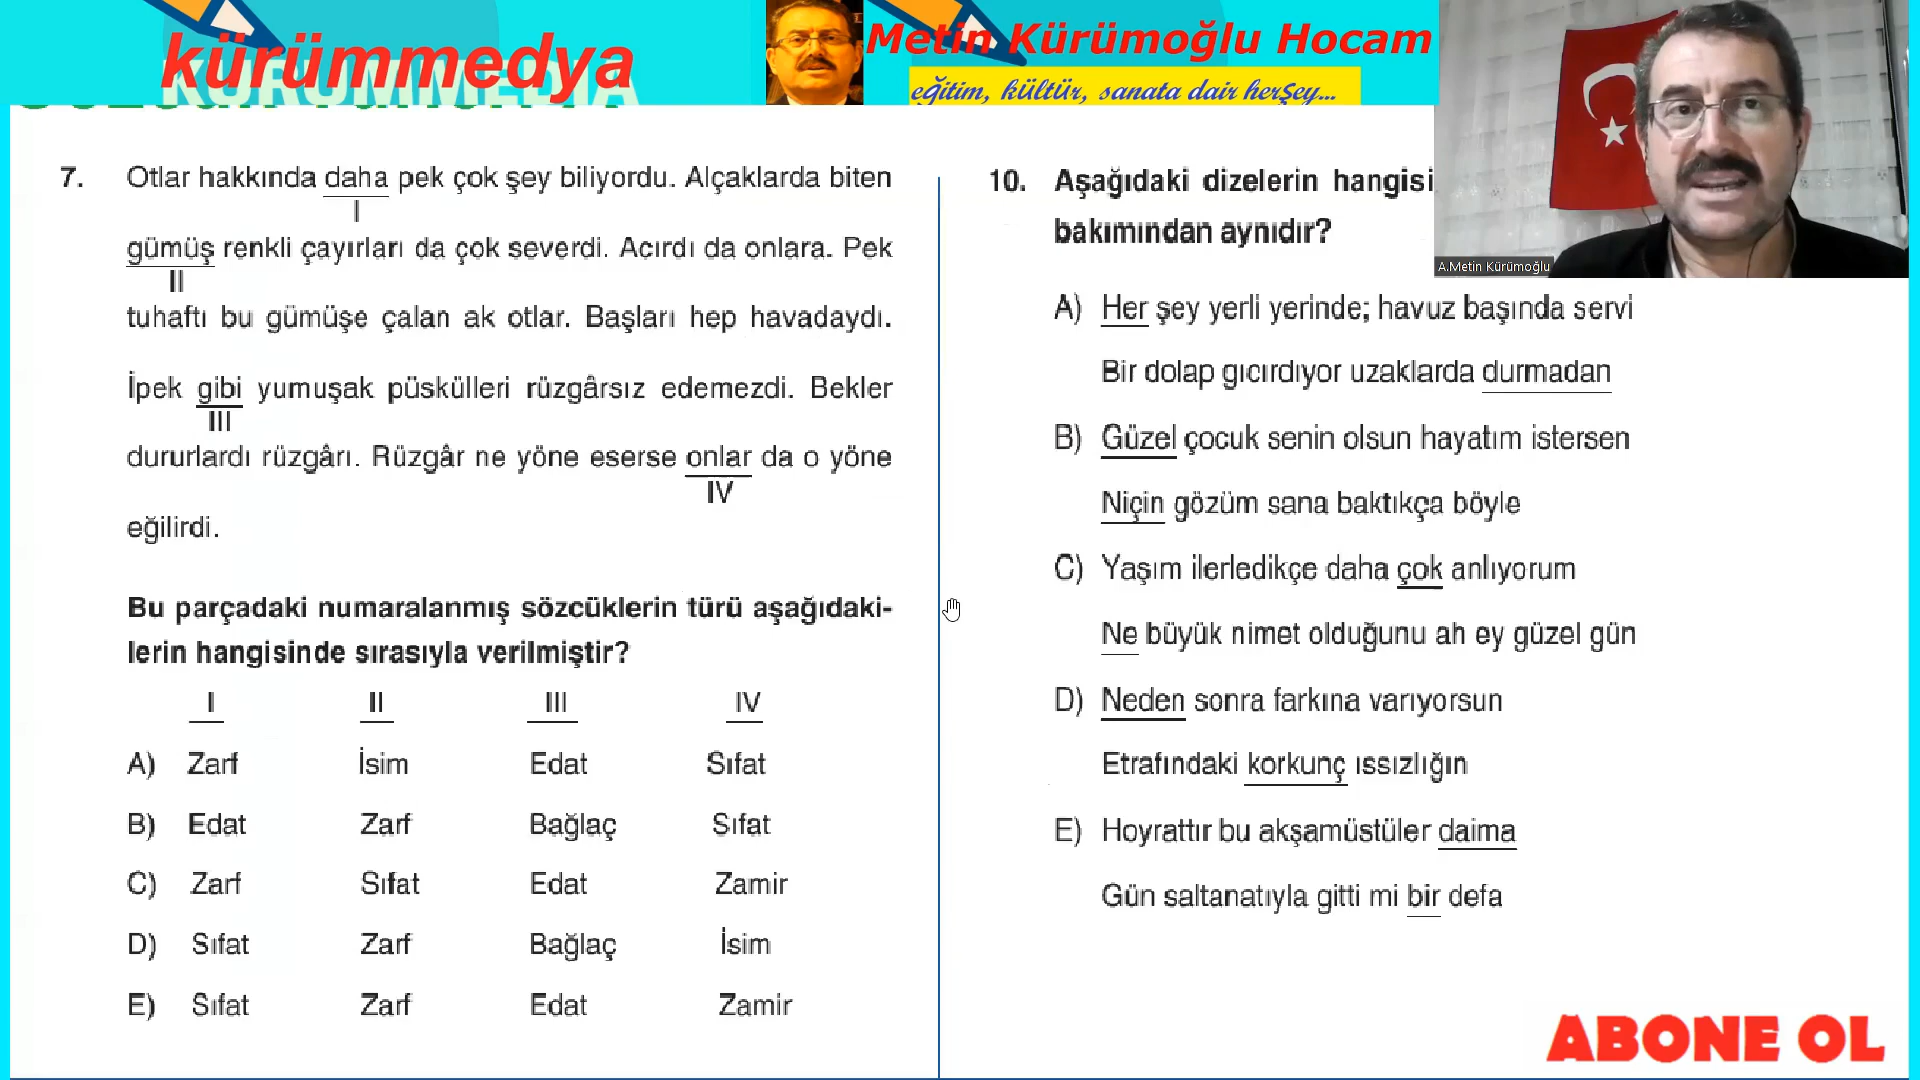 kürümmedya
KÜRÜMMEDYA
Metin Kürümoğlu Hocam
eğitim, kültür, sanata dair herşey...
A.Metin Kürümoğlu
7. Otlar hakkında daha pek çok şey biliyordu. Alçaklarda biten
I
gümüş renkli çayırları da çok severdi. Acırdı da onlara. Pek
II
tuhaftı bu gümüşe çalan ak otlar. Başları hep havadaydı.
İpek gibi yumuşak püskülleri rüzgârsız edemezdi. Bekler
III
dururlardı rüzgârı. Rüzgâr ne yöne eserse onlar da o yöne
IV
eğilirdi.
Bu parçadaki numaralanmış sözcüklerin türü aşağıdaki-
lerin hangisinde sırasıyla verilmiştir?
I II III IV
A) Zarf İsim Edat Sıfat
B) Edat Zarf Bağlaç Sıfat
C) Zarf Sıfat Edat Zamir
D) Sıfat Zarf Bağlaç İsim
E) Sıfat Zarf Edat Zamir
10. Aşağıdaki dizelerin hangisi
bakımından aynıdır?
A) Her şey yerli yerinde; havuz başında servi
Bir dolap gıcırdıyor uzaklarda durmadan
B) Güzel çocuk senin olsun hayatım istersen
Niçin gözüm sana baktıkça böyle
C) Yaşım ilerledikçe daha çok anlıyorum
Ne büyük nimet olduğunu ah ey güzel gün
D) Neden sonra farkına varıyorsun
Etrafındaki korkunç ıssızlığın
E) Hoyrattır bu akşamüstüler daima
Gün saltanatıyla gitti mi bir defa
ABONE OL